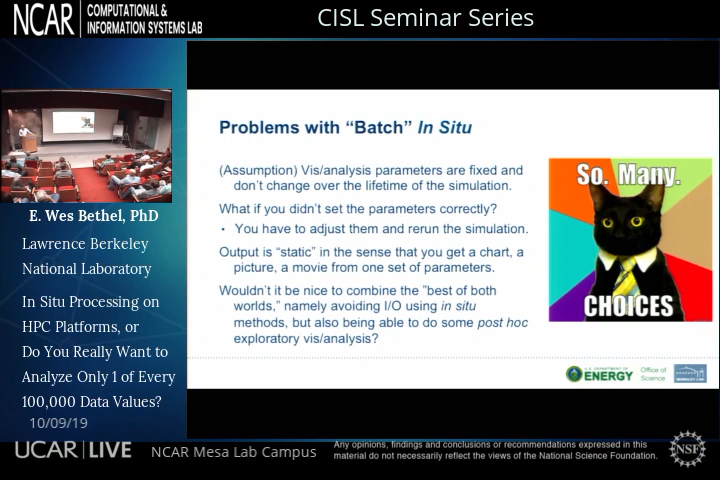 NCAR
COMPUTATIONAL &
INFORMATION SYSTEMS LAB
CISL Seminar Series
E. Wes Bethel, PhD
Lawrence Berkeley
National Laboratory
In Situ Processing on
HPC Platforms, or
Do You Really Want to
Analyze Only 1 of Every
100,000 Data Values?
10/09/19
Problems with “Batch” In Situ
(Assumption) Vis/analysis parameters are fixed and
don’t change over the lifetime of the simulation.
What if you didn’t set the parameters correctly?
• You have to adjust them and rerun the simulation.
Output is “static” in the sense that you get a chart, a
picture, a movie from one set of parameters.
Wouldn’t it be nice to combine the ”best of both
worlds,” namely avoiding I/O using in situ
methods, but also being able to do some post hoc
exploratory vis/analysis?
So. Many.
CHOICES
U.S. DEPARTMENT OF
ENERGY
Office of
Science
UCAR|LIVE
NCAR Mesa Lab Campus
Any opinions, findings and conclusions or recommendations expressed in this
material do not necessarily reflect the views of the National Science Foundation.
NSF